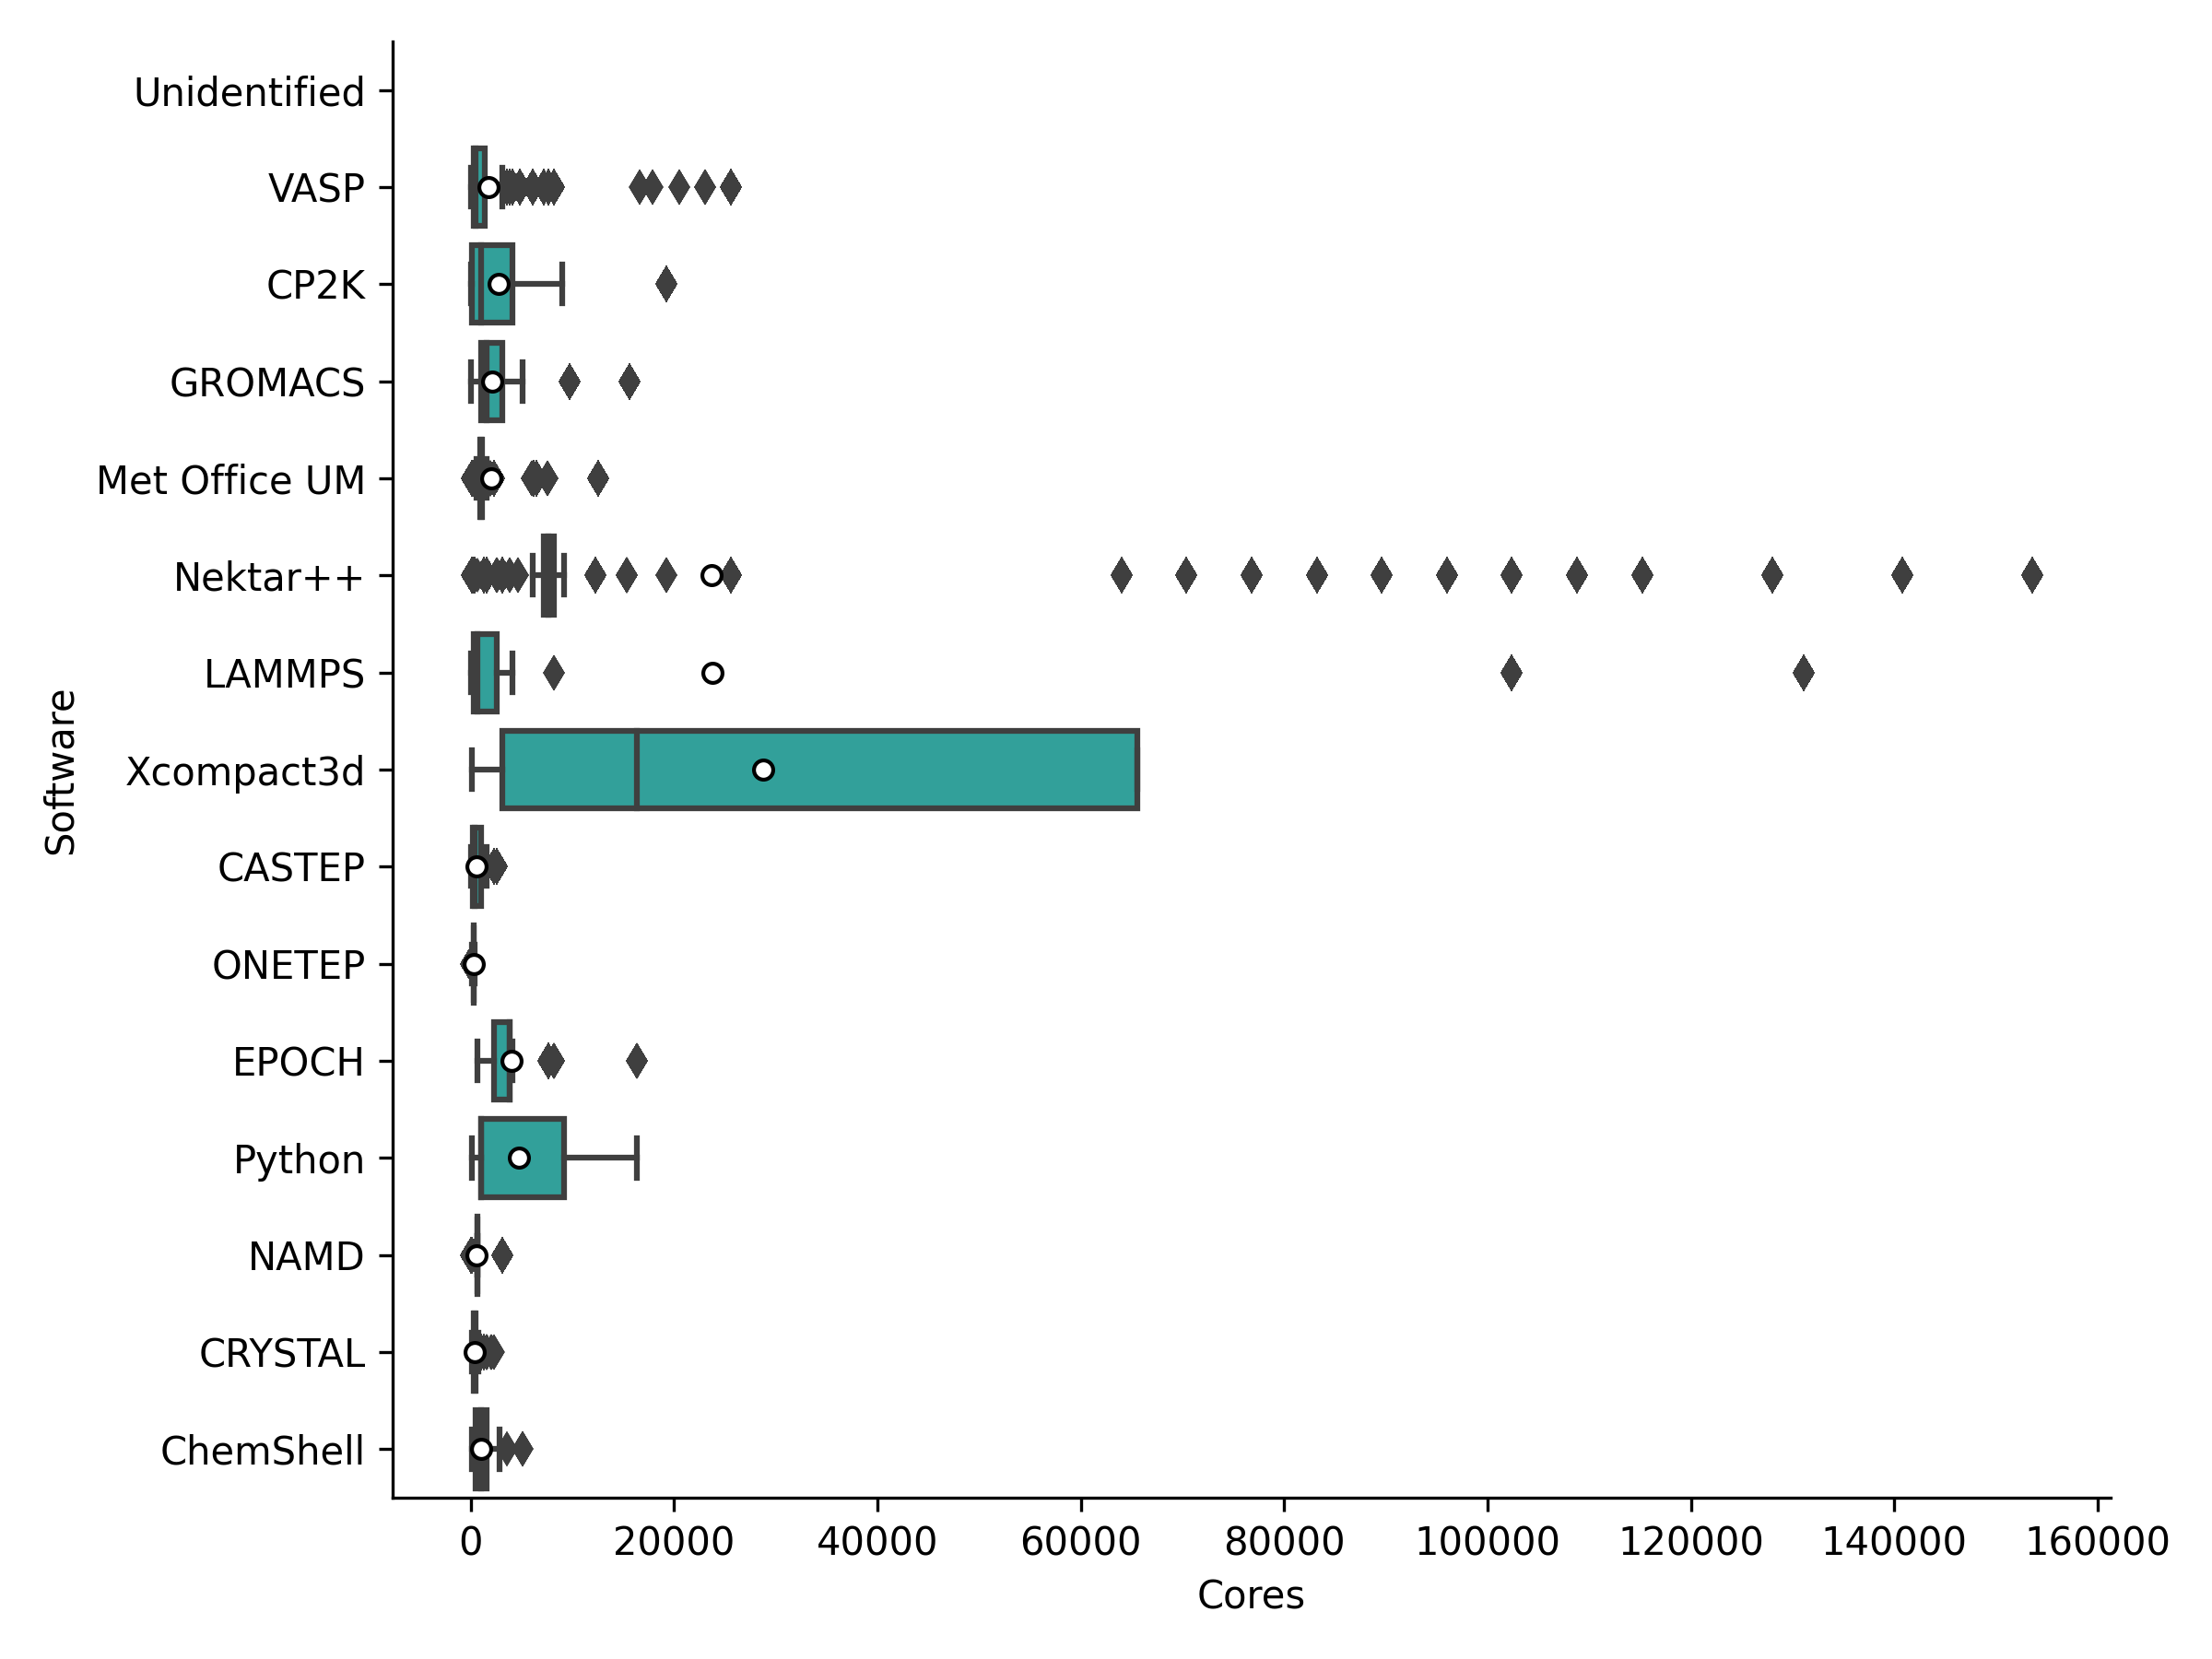 Unidentified
VASP
CP2K
GROMACS
Met Office UM
Nektar++
LAMMPS
Xcompact3d
CASTEP
ONETEP
EPOCH
Python
NAMD
CRYSTAL
ChemShell
Software
0 20000 40000 60000 80000 100000 120000 140000 160000
Cores